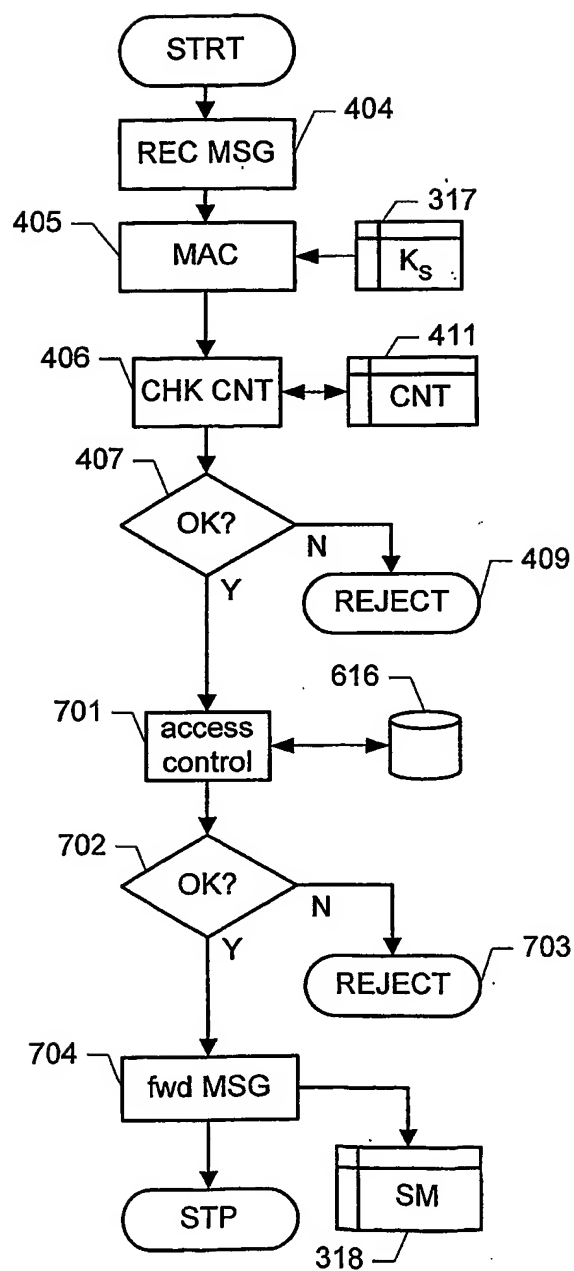 STRT
404
REC MSG
317
405
MAC
K_S
411
406
CHK CNT
CNT
407
OK?
N
409
Y
REJECT
616
701
access
control
702
OK?
N
Y
703
REJECT
704
fwd MSG
STP
SM
318